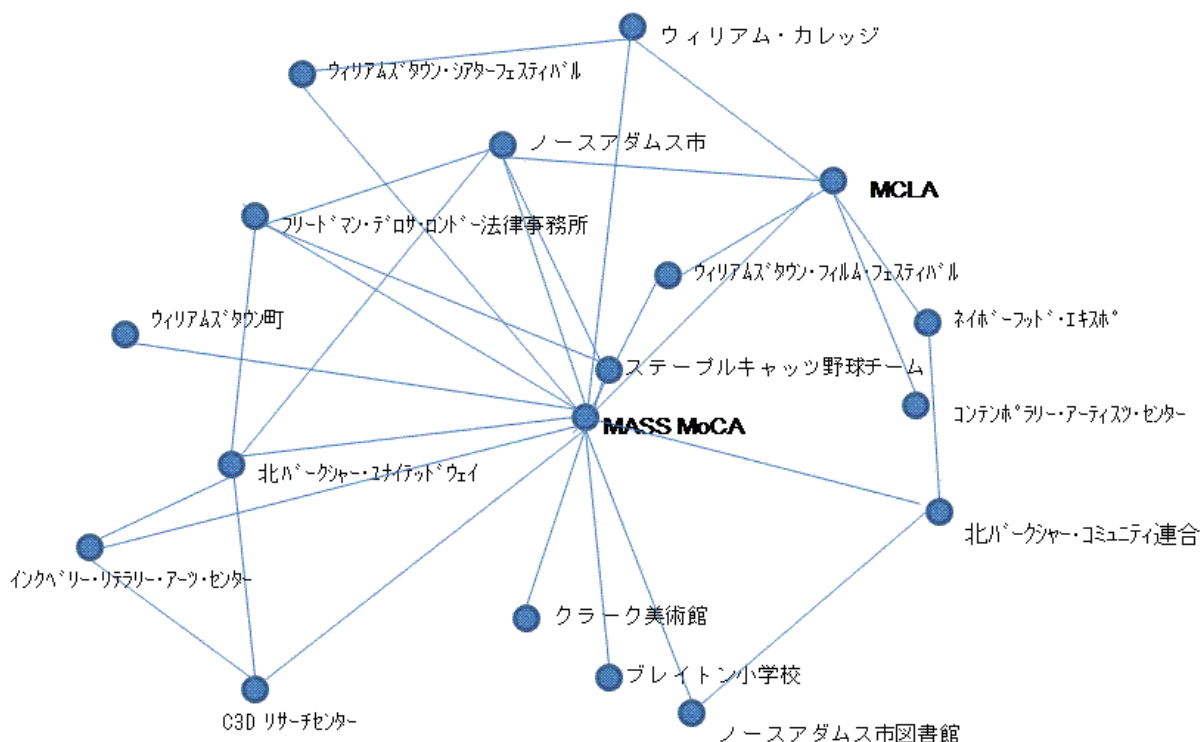 ウィリアム・カレッジ
ウィリアムズタウン・シアターフェスティバル
ノースアダムス市
MCLA
フリードマン・デロサ・ロンドー法律事務所
ウィリアムズタウン・フィルム・フェスティバル
ウィリアムズタウン町
ネイボーフッド・エキスポ
ステーブルキャッツ野球チーム
コンテンポラリー・アーティスツ・センター
MASS MoCA
北バークシャー・ユナイテッドウェイ
北バークシャー・コミュニティ連合
インクベリー・リテラリー・アーツ・センター
クラーク美術館
ブレイトン小学校
C3D リサーチセンター
ノースアダムス市図書館